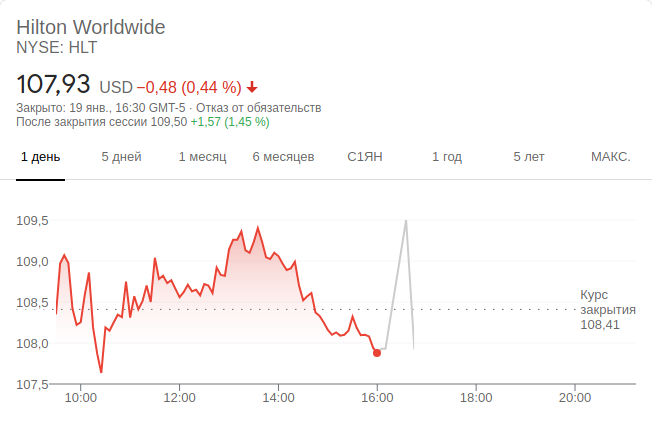 Hilton Worldwide
NYSE: HLT
107,93 USD −0,48 (0,44 %)
Закрыто: 19 янв., 16:30 GMT-5 · Отказ от обязательств
После закрытия сессии 109,50 +1,57 (1,45 %)
1 день 5 дней 1 месяц 6 месяцев С1ЯН 1 год 5 лет МАКС.
109,5
109,0
108,5
108,0
107,5
Курс
закрытия
108,41
10:00 12:00 14:00 16:00 18:00 20:00